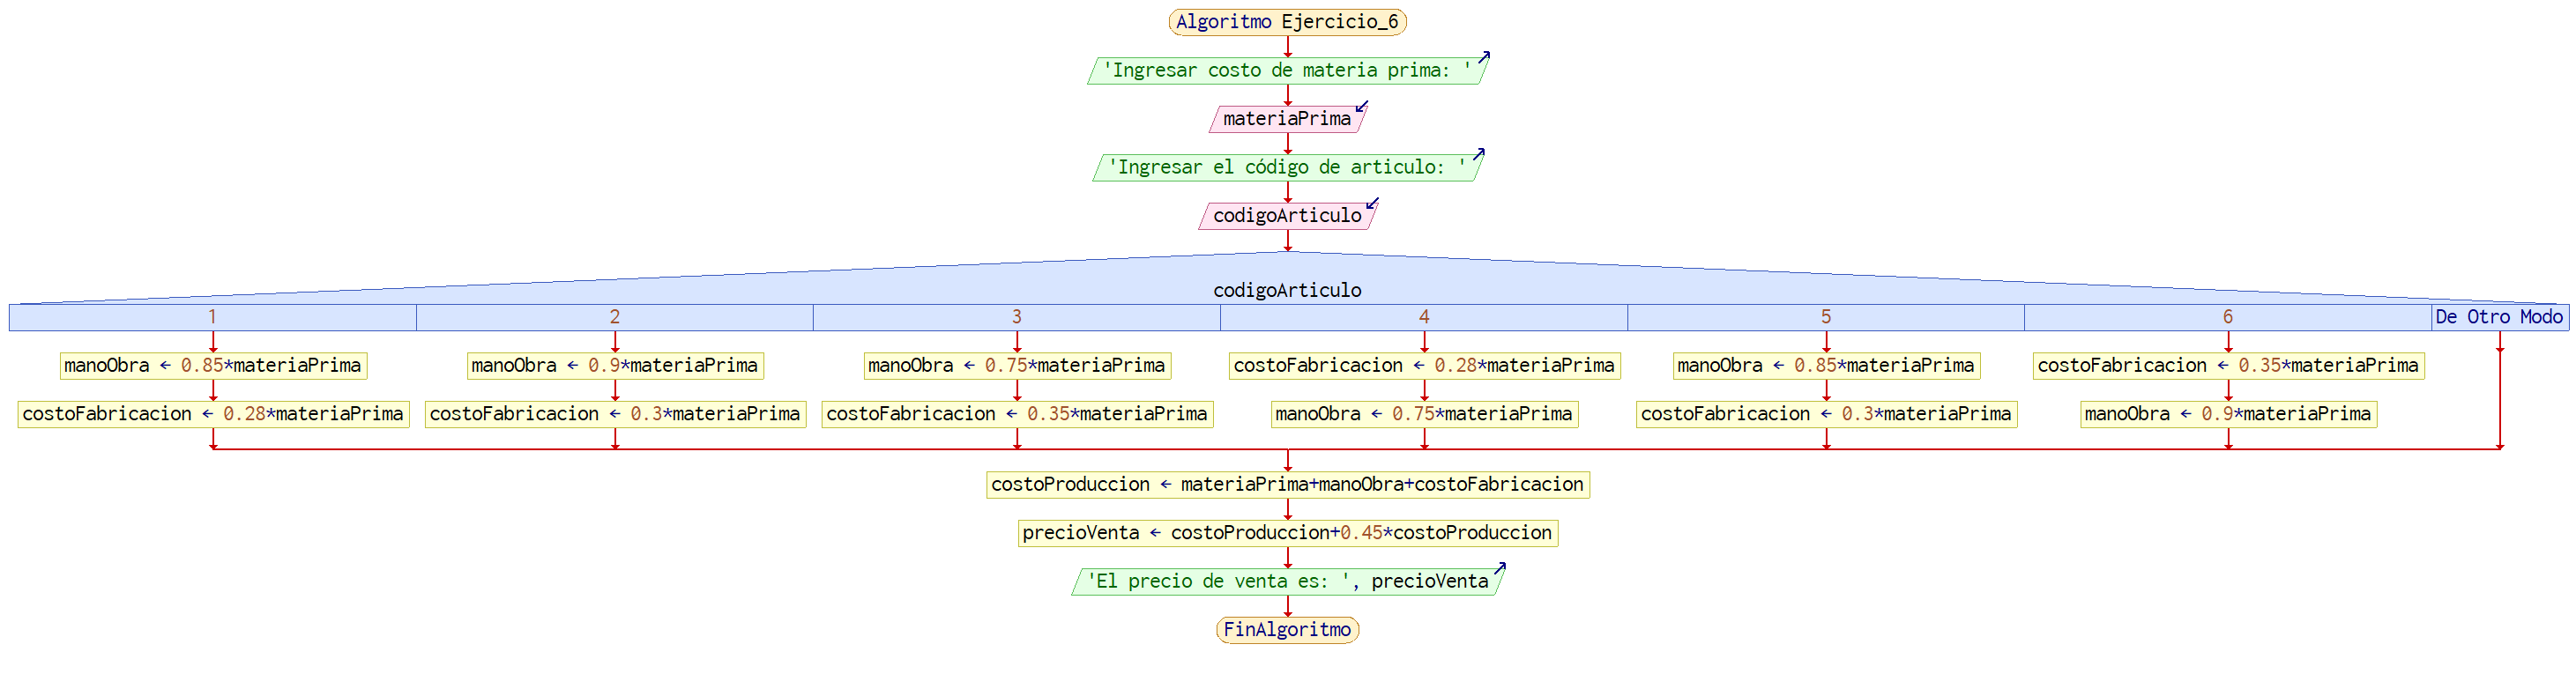 Algoritmo Ejercicio_6
'Ingresar costo de materia prima: '
materiaPrima
'Ingresar el código de articulo: '
codigoArticulo
codigoArticulo
1 2 3 4 5 6 De Otro Modo
manoObra ← 0.85*materiaPrima manoObra ← 0.9*materiaPrima manoObra ← 0.75*materiaPrima costoFabricacion ← 0.28*materiaPrima manoObra ← 0.85*materiaPrima costoFabricacion ← 0.35*materiaPrima
costoFabricacion ← 0.28*materiaPrima costoFabricacion ← 0.3*materiaPrima costoFabricacion ← 0.35*materiaPrima manoObra ← 0.75*materiaPrima costoFabricacion ← 0.3*materiaPrima manoObra ← 0.9*materiaPrima
costoProduccion ← materiaPrima+manoObra+costoFabricacion
precioVenta ← costoProduccion+0.45*costoProduccion
'El precio de venta es: ', precioVenta
FinAlgoritmo